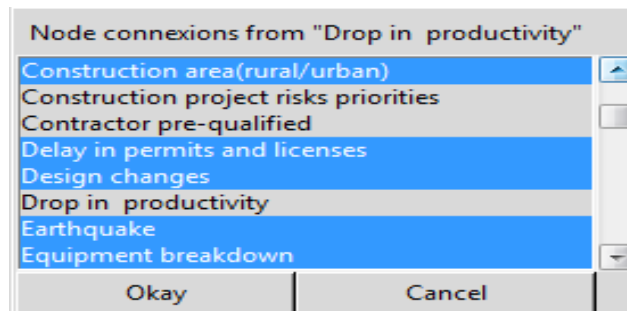 Node connexions from "Drop in  productivity"
Construction area(rural/urban)
Construction project risks priorities
Contractor pre-qualified
Delay in permits and licenses
Design changes
Drop in  productivity
Earthquake
Equipment breakdown
Okay
Cancel